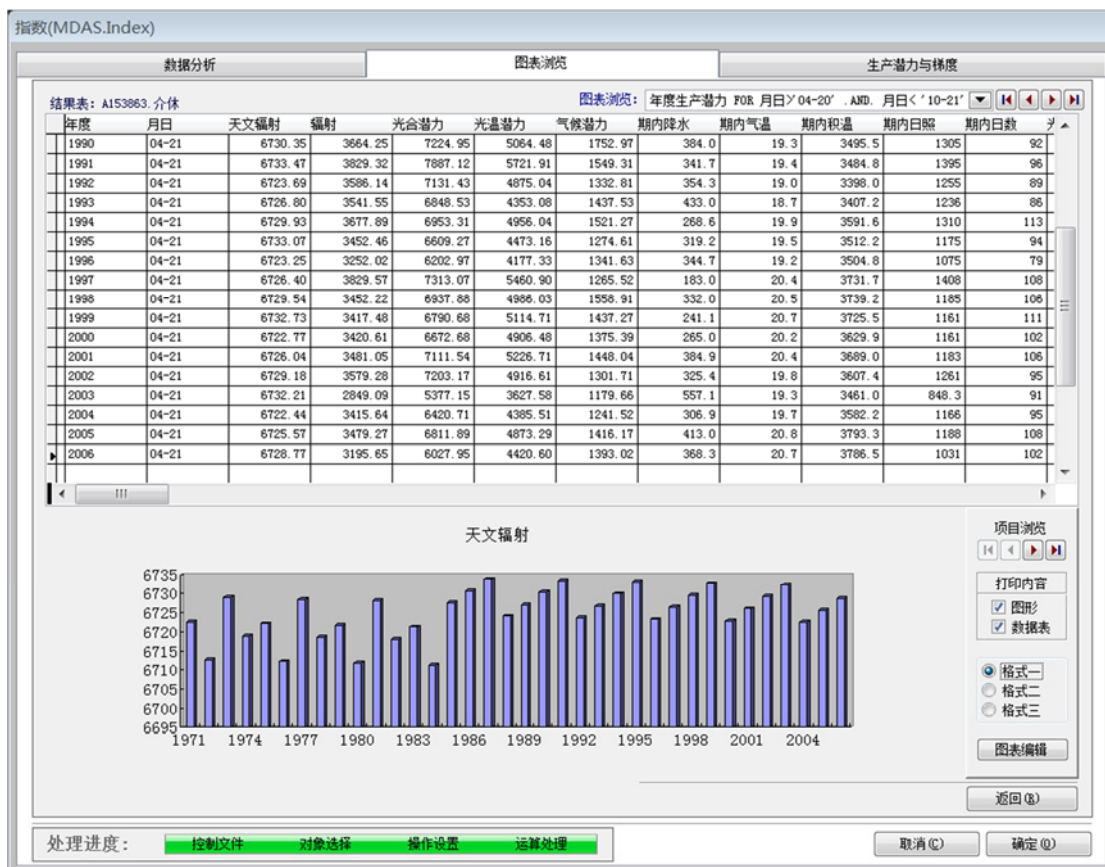 指数(MDAS.Index)
数据分析 图表浏览 生产潜力与梯度
结果表: A153863.介休 图表浏览: 年度生产潜力 FOR 月日>'04-20' .AND. 月日<'10-21'
年度 月日 天文辐射 辐射 光合潜力 光温潜力 气候潜力 期内降水 期内气温 期内积温 期内日照 期内日数
1990 04-21 6730.35 3664.25 7224.95 5064.48 1752.97 384.0 19.3 3495.5 1305 92
1991 04-21 6733.47 3829.32 7887.12 5721.91 1549.31 341.7 19.4 3484.8 1395 96
1992 04-21 6723.69 3586.14 7131.43 4875.04 1332.81 354.3 19.0 3398.0 1255 89
1993 04-21 6726.80 3541.55 6848.53 4353.08 1437.53 433.0 18.7 3407.2 1236 86
1994 04-21 6729.93 3677.89 6953.31 4956.04 1521.27 268.6 19.9 3591.6 1310 113
1995 04-21 6733.07 3452.46 6609.27 4473.16 1274.61 319.2 19.5 3512.2 1175 94
1996 04-21 6723.25 3252.02 6202.97 4177.33 1341.63 344.7 19.2 3504.8 1075 79
1997 04-21 6726.40 3829.57 7313.07 5460.90 1265.52 183.0 20.4 3731.7 1408 108
1998 04-21 6729.54 3452.22 6937.88 4986.03 1558.91 332.0 20.5 3739.2 1185 106
1999 04-21 6732.73 3417.48 6790.68 5114.71 1437.27 241.1 20.7 3725.5 1161 111
2000 04-21 6722.77 3420.61 6672.68 4906.48 1375.39 265.0 20.2 3629.9 1161 102
2001 04-21 6726.04 3481.05 7111.54 5226.71 1448.04 384.9 20.4 3689.0 1183 106
2002 04-21 6729.18 3579.28 7203.17 4916.61 1301.71 325.4 19.8 3607.4 1261 95
2003 04-21 6732.21 2849.09 5377.15 3627.58 1179.66 557.1 19.3 3461.0 848.3 91
2004 04-21 6722.44 3415.64 6420.71 4385.51 1241.52 306.9 19.7 3582.2 1166 95
2005 04-21 6725.57 3479.27 6811.89 4873.29 1416.17 413.0 20.8 3793.3 1188 108
2006 04-21 6728.77 3195.65 6027.95 4420.60 1393.02 368.3 20.7 3786.5 1031 102
天文辐射
6735
6730
6725
6720
6715
6710
6705
6700
6695
1971 1974 1977 1980 1983 1986 1989 1992 1995 1998 2001 2004
项目浏览
打印内容
图形
数据表
格式一
格式二
格式三
图表编辑
返回(R)
处理进度: 控制文件 对象选择 操作设置 运算处理
取消(C) 确定(O)